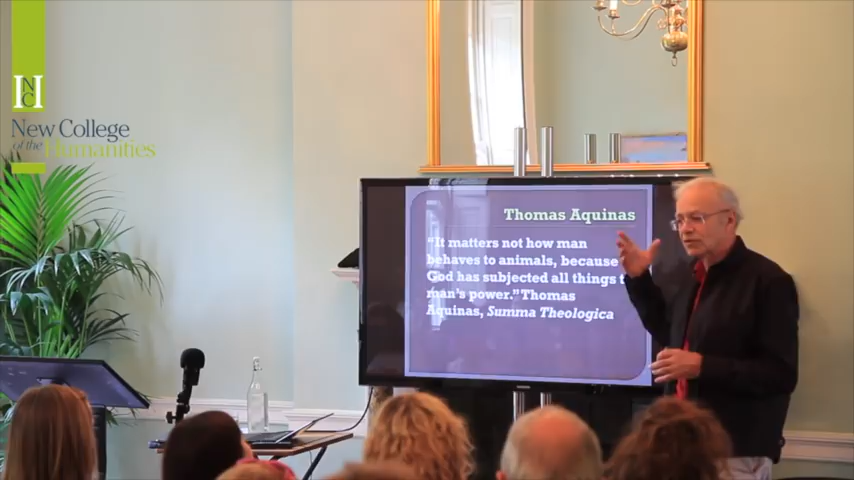 NCH
New College
of the Humanities
Thomas Aquinas
“It matters not how man
behaves to animals, because
God has subjected all things t
man’s power.” Thomas
Aquinas, Summa Theologica